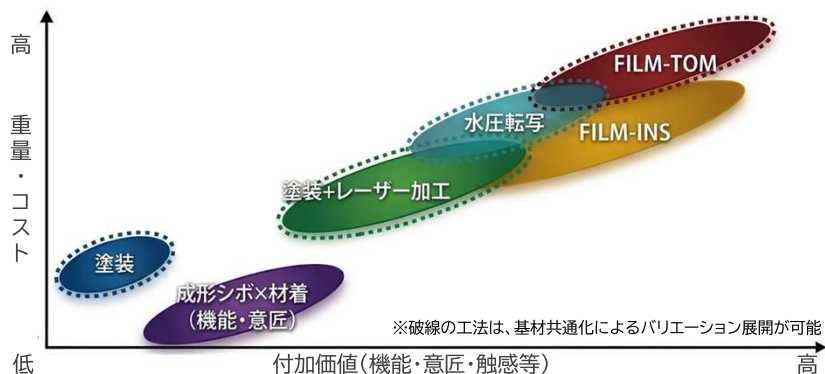 高
重量・コスト
低
FILM-TOM
水圧転写
FILM-INS
塗装+レーザー加工
塗装
成形シボ×材着
（機能・意匠）
※破線の工法は、基材共通化によるバリエーション展開が可能
付加価値（機能・意匠・触感等）
高